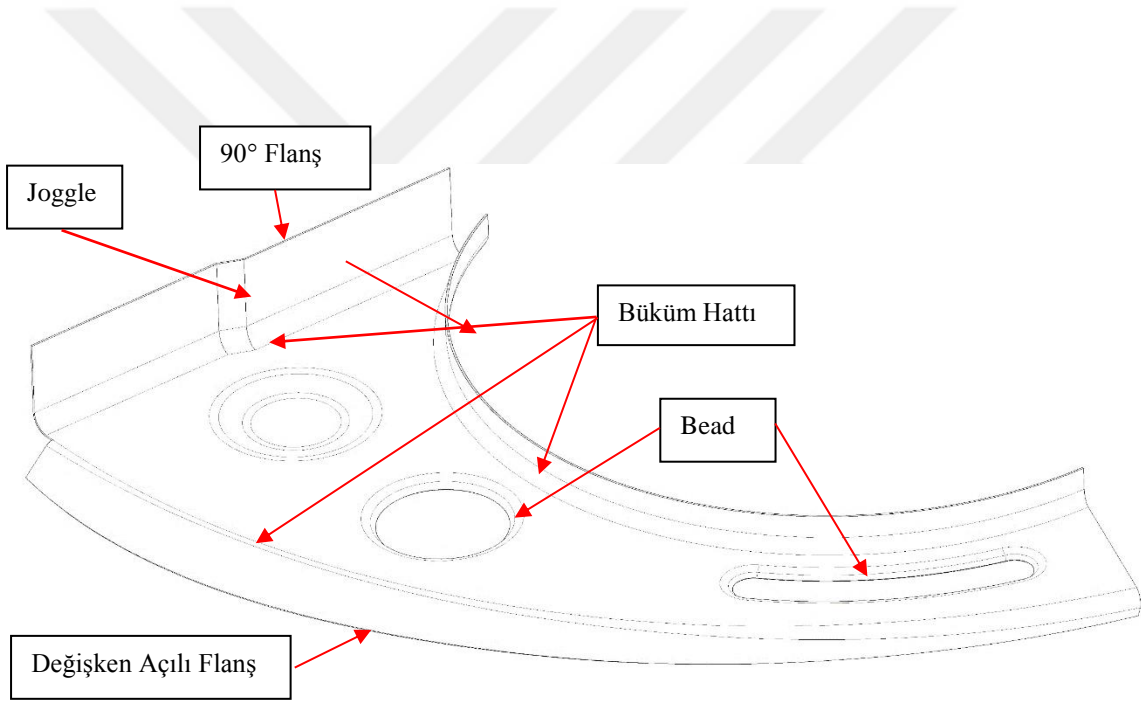 90° Flanş
Joggle
Büküm Hattı
Bead
Değişken Açılı Flanş